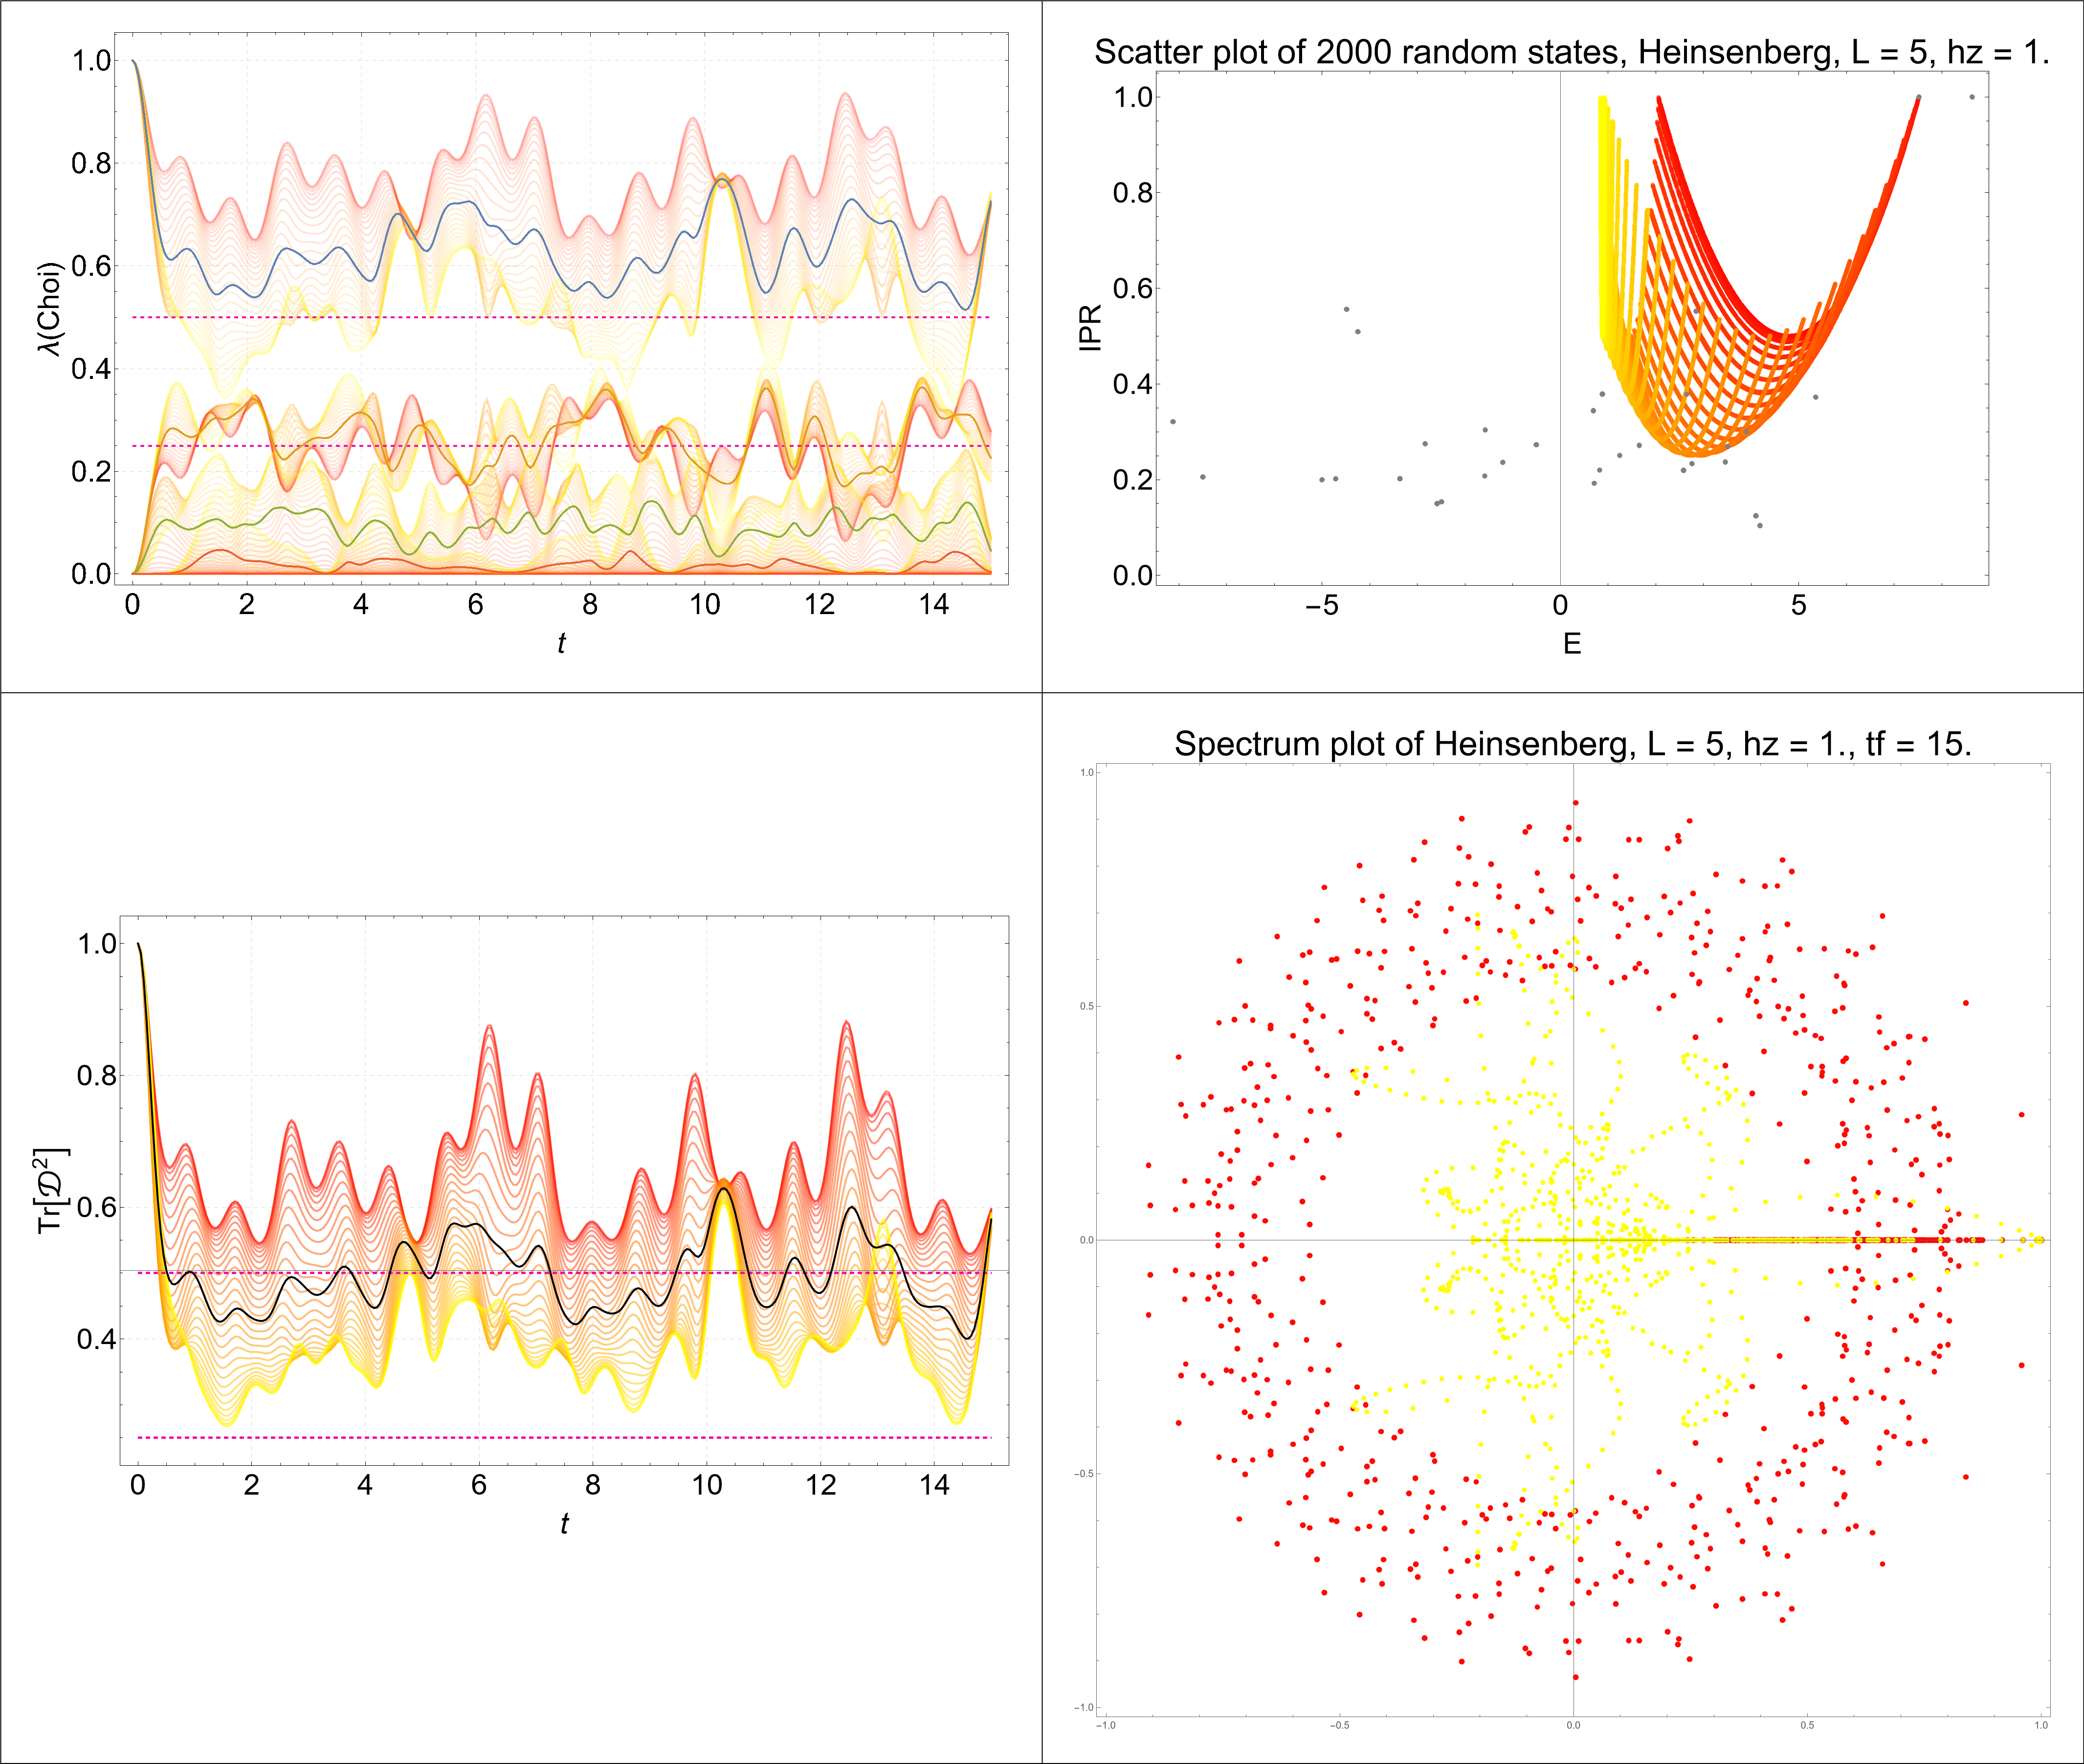 1.0
0.8
0.6
0.4
0.2
0.0
λ(Choi)
0 2 4 6 8 10 12 14
t
Scatter plot of 2000 random states, Heinsenberg, L = 5, hz = 1.
1.0
0.8
0.6
0.4
0.2
0.0
IPR
−5 0 5
E
1.0
0.8
0.6
0.4
Tr[𝒟²]
0 2 4 6 8 10 12 14
t
Spectrum plot of Heinsenberg, L = 5, hz = 1., tf = 15.
1.0
0.5
0.0
−0.5
−1.0
−1.0 −0.5 0.0 0.5 1.0